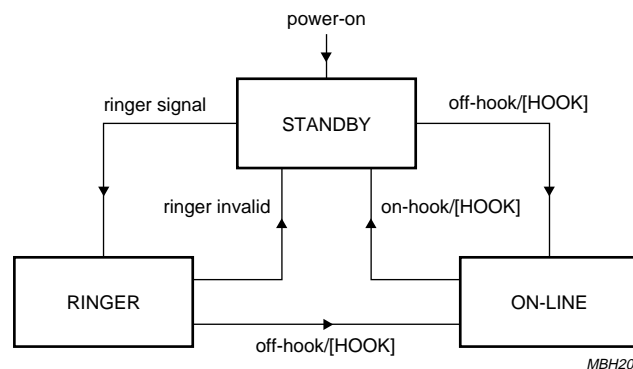 power-on
ringer signal
off-hook/[HOOK]
STANDBY
ringer invalid
on-hook/[HOOK]
RINGER
ON-LINE
off-hook/[HOOK]
MBH20